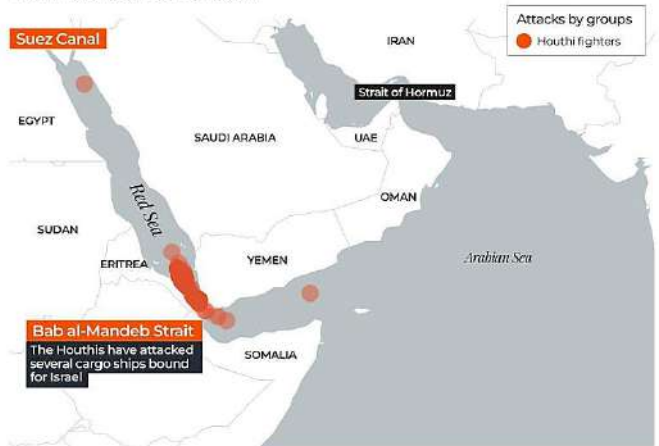 Attacks by groups
Houthi fighters
Suez Canal
IRAN
Strait of Hormuz
EGYPT
SAUDI ARABIA
UAE
OMAN
Red Sea
SUDAN
ERITREA
YEMEN
Arabian Sea
Bab al-Mandeb Strait
The Houthis have attacked
several cargo ships bound
for Israel
SOMALIA